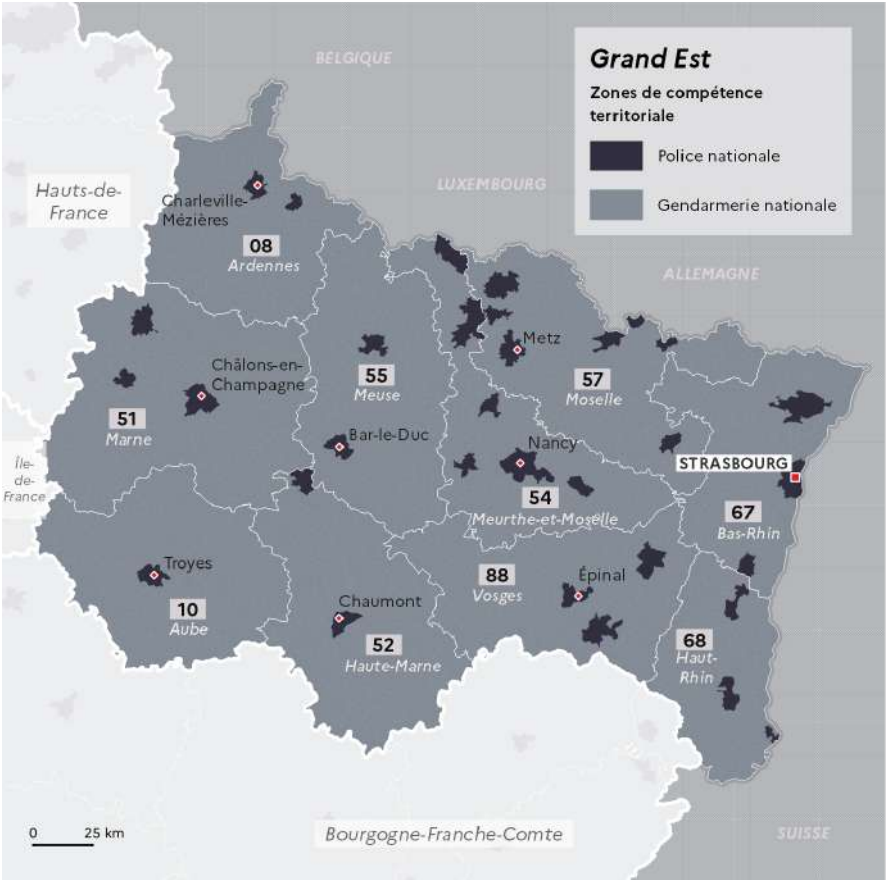 BELGIQUE
Grand Est
Zones de compétence
territoriale
Police nationale
Gendarmerie nationale
Hauts-de-
France
LUXEMBOURG
ALLEMAGNE
Charleville-
Mézières
08
Ardennes
Metz
Châlons-en-
Champagne
55
Meuse
57
Moselle
51
Marne
Bar-le-Duc
Nancy
STRASBOURG
Île-
de-
France
54
Meurthe-et-Moselle
67
Bas-Rhin
Troyes
10
Aube
Chaumont
52
Haute-Marne
88
Vosges
Épinal
68
Haut-
Rhin
0 25 km
Bourgogne-Franche-Comte
SUISSE